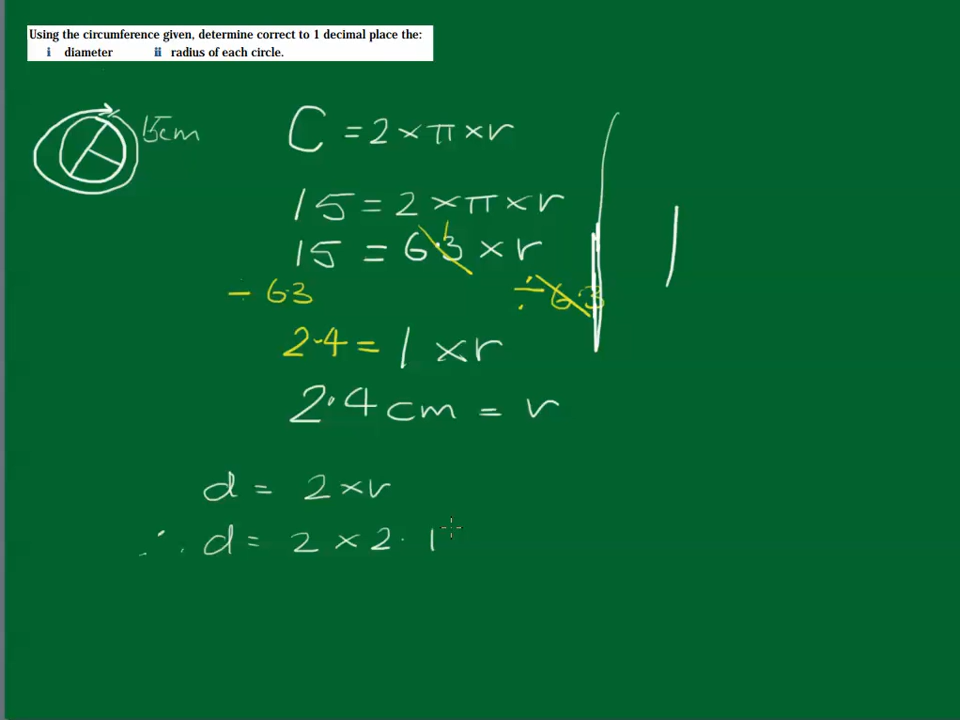 Using the circumference given, determine correct to 1 decimal place the:
i diameter ii radius of each circle.
15cm
C = 2 × π × r
15 = 2 × π × r
15 = 6.3 × r
÷ 6.3 ÷ 6.3
2.4 = 1 × r
2.4 cm = r
d = 2 × r
∴ d = 2 × 2.